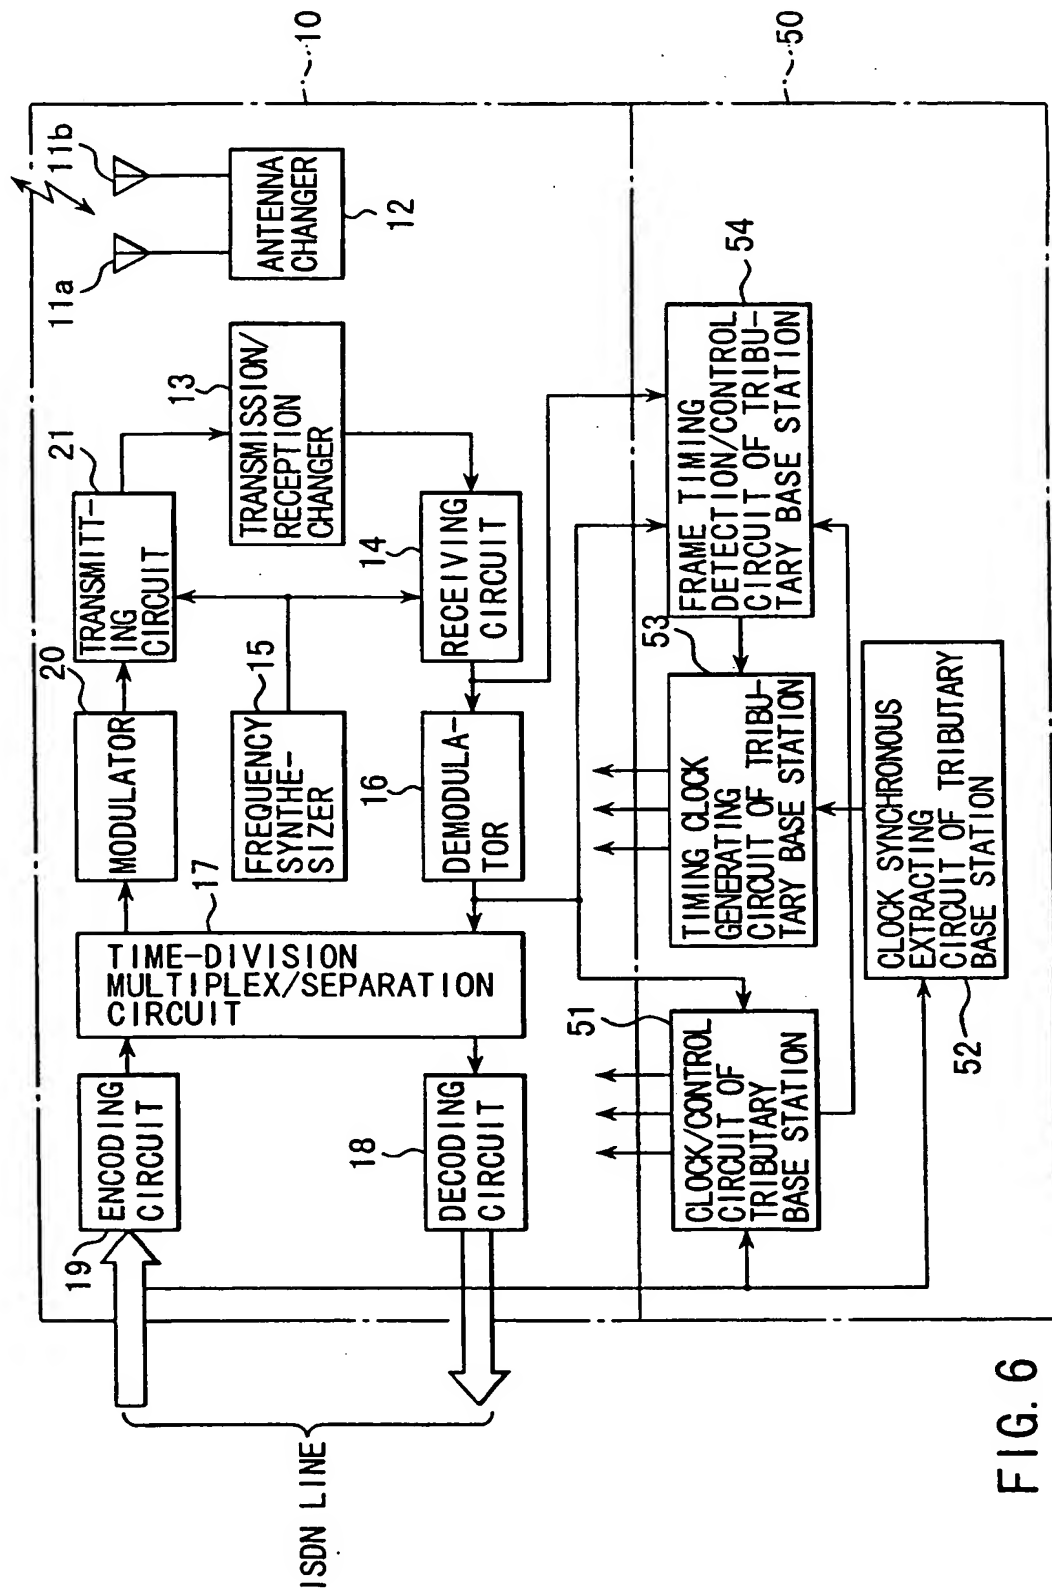 10
50
11b
11a
ANTENNA
CHANGER
12
21
TRANSMITT-
ING
CIRCUIT
13
TRANSMISSION/
RECEPTION
CHANGER
14
RECEIVING
CIRCUIT
20
MODULATOR
15
FREQUENCY
SYNTHE-
SIZER
16
DEMODULA-
TOR
17
TIME-DIVISION
MULTIPLEX/SEPARATION
CIRCUIT
19
ENCODING
CIRCUIT
18
DECODING
CIRCUIT
ISDN LINE
54
FRAME TIMING
DETECTION/CONTROL
CIRCUIT OF TRIBU-
TARY BASE STATION
53
TIMING CLOCK
GENERATING
CIRCUIT OF TRIBU-
TARY BASE STATION
51
CLOCK/CONTROL
CIRCUIT OF
TRIBUTARY
BASE STATION
CLOCK SYNCHRONOUS
EXTRACTING
CIRCUIT OF TRIBUTARY
BASE STATION
52
FIG. 6